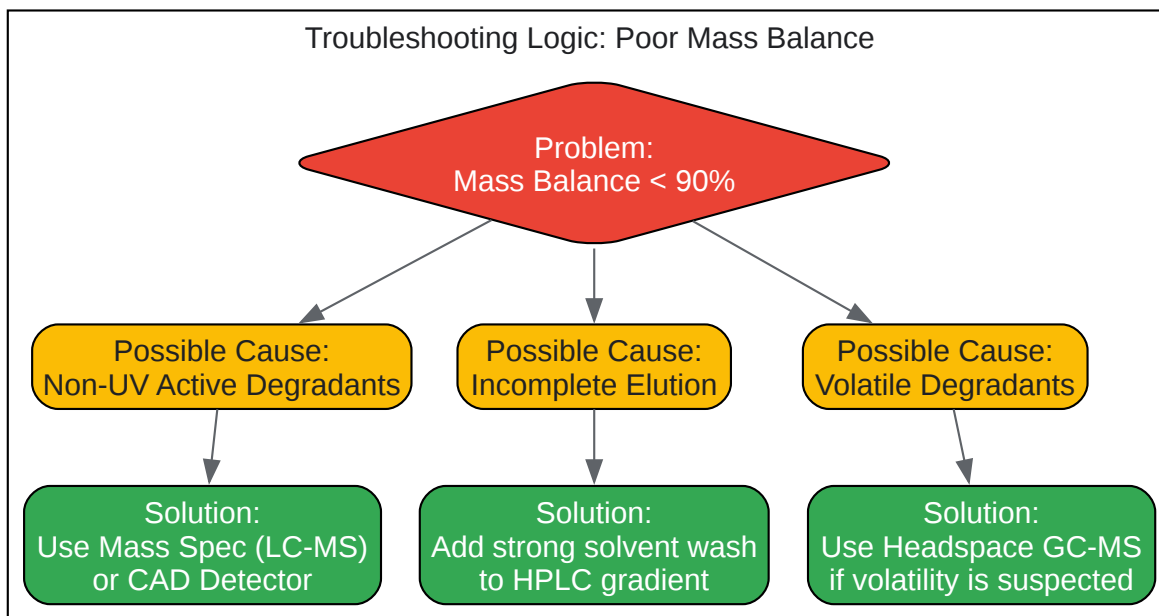 Troubleshooting Logic: Poor Mass Balance
Problem:
Mass Balance < 90%
Possible Cause:
Non-UV Active Degradants
Possible Cause:
Incomplete Elution
Possible Cause:
Volatile Degradants
Solution:
Use Mass Spec (LC-MS)
or CAD Detector
Solution:
Add strong solvent wash
to HPLC gradient
Solution:
Use Headspace GC-MS
if volatility is suspected